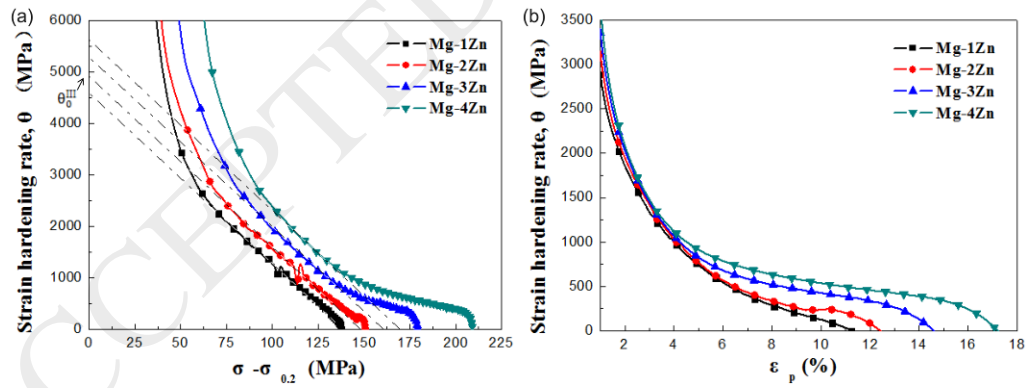 (a)
Strain hardening rate, θ (MPa)
6000
5000
4000
3000
2000
1000
0
θ₀ᴵᴵᴵ
Mg-1Zn
Mg-2Zn
Mg-3Zn
Mg-4Zn
0 25 50 75 100 125 150 175 200 225
σ -σ 0.2 (MPa)
(b)
Strain hardening rate, θ (MPa)
3500
3000
2500
2000
1500
1000
500
0
Mg-1Zn
Mg-2Zn
Mg-3Zn
Mg-4Zn
2 4 6 8 10 12 14 16 18
ε p (%)
CCEPTED